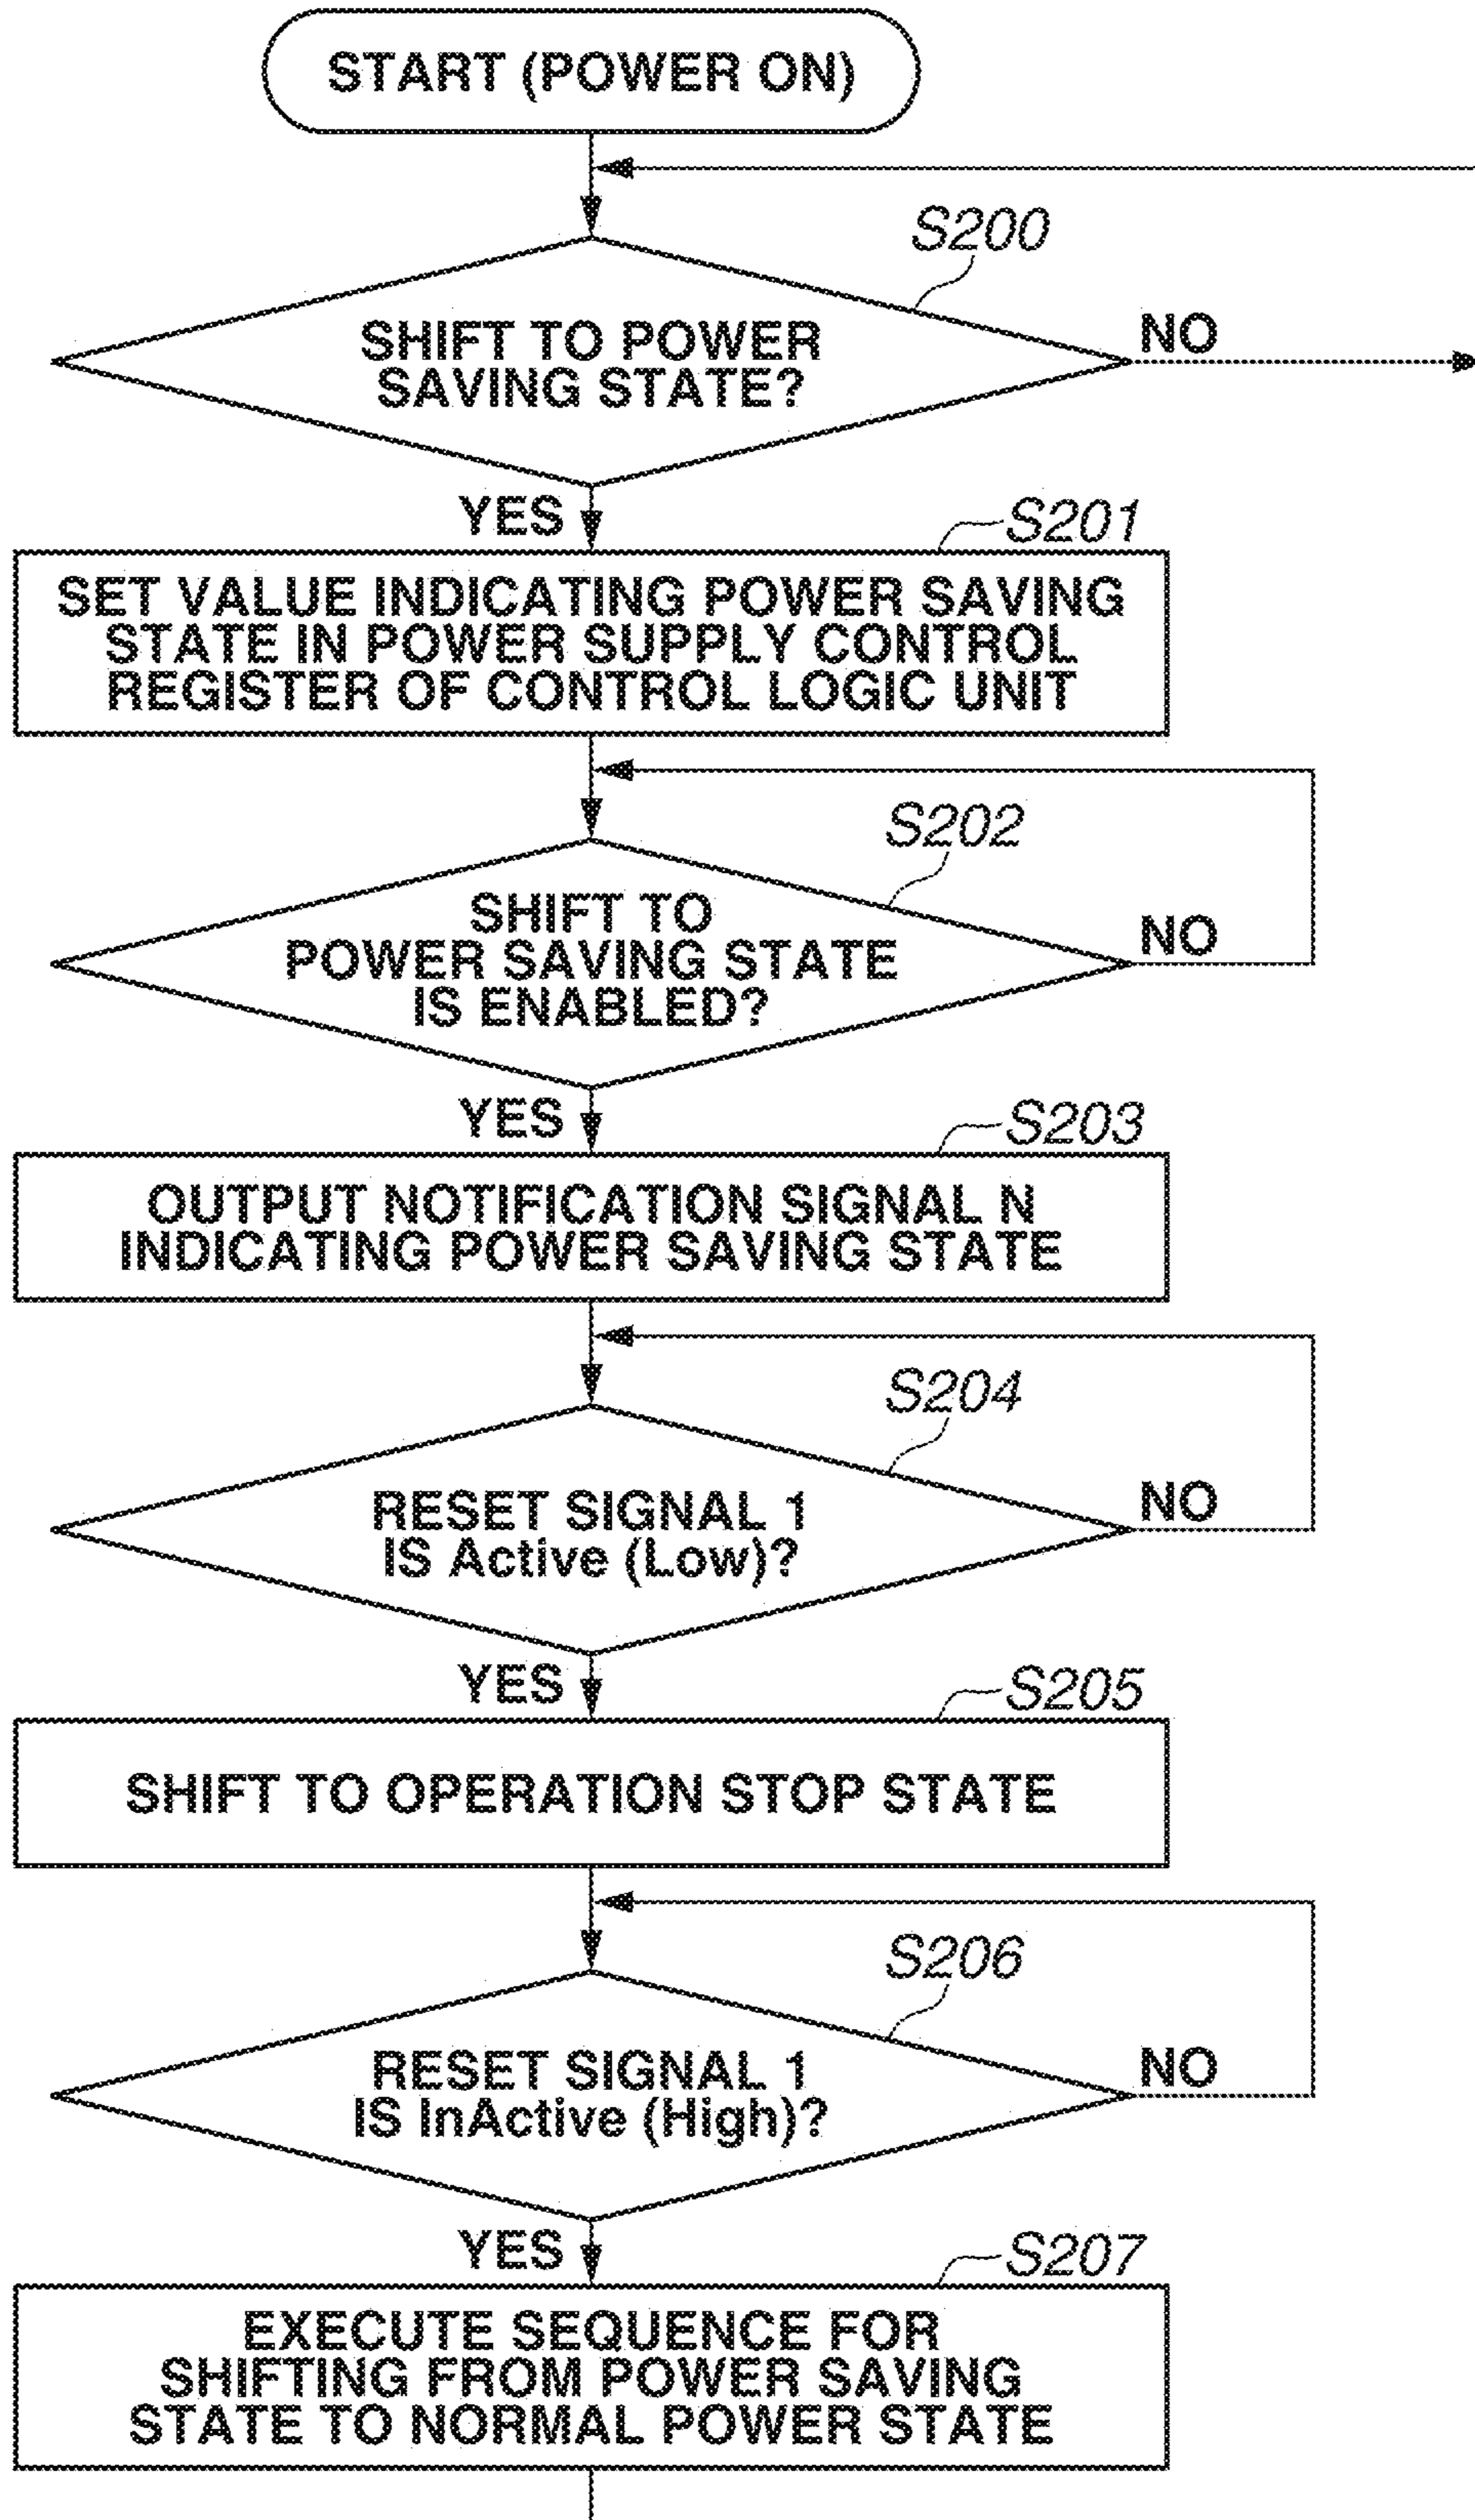 START (POWER ON)
S200
SHIFT TO POWER
SAVING STATE?
NO
YES
S201
SET VALUE INDICATING POWER SAVING
STATE IN POWER SUPPLY CONTROL
REGISTER OF CONTROL LOGIC UNIT
S202
SHIFT TO
POWER SAVING STATE
IS ENABLED?
NO
YES
S203
OUTPUT NOTIFICATION SIGNAL N
INDICATING POWER SAVING STATE
S204
RESET SIGNAL 1
IS Active (Low)?
NO
YES
S205
SHIFT TO OPERATION STOP STATE
S206
RESET SIGNAL 1
IS InActive (High)?
NO
YES
S207
EXECUTE SEQUENCE FOR
SHIFTING FROM POWER SAVING
STATE TO NORMAL POWER STATE